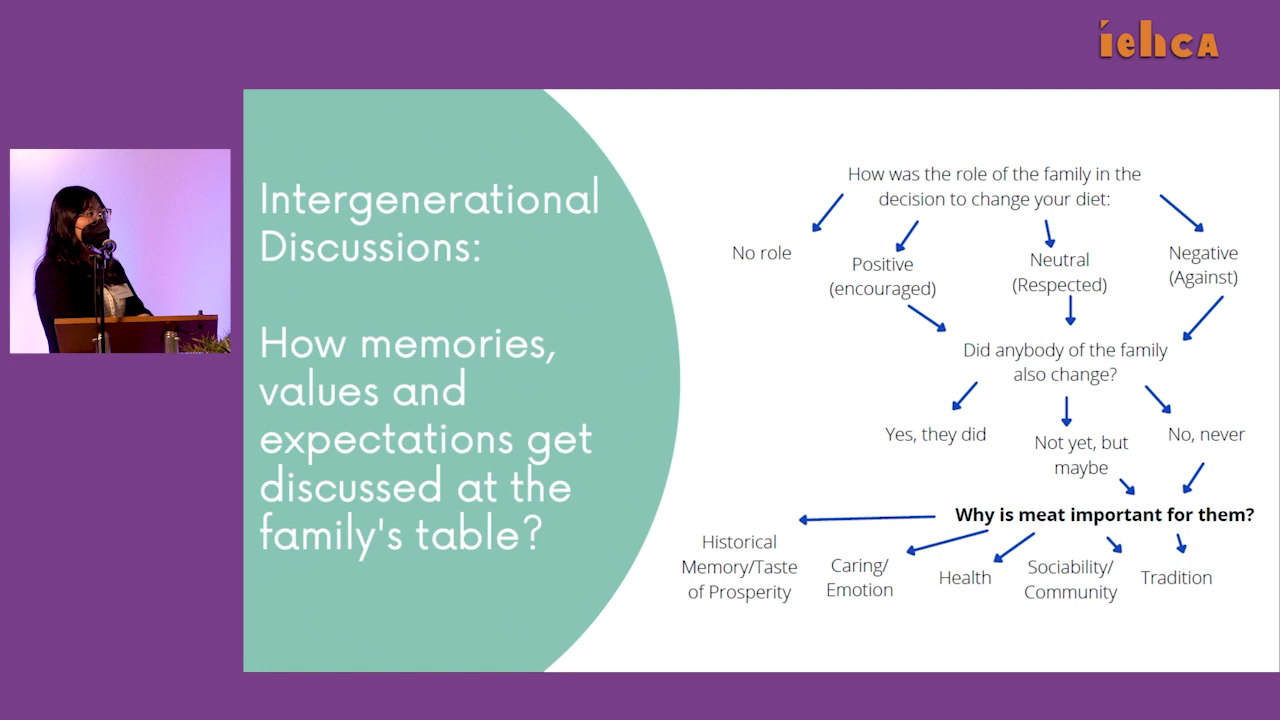 iehca
Intergenerational
Discussions:
How memories,
values and
expectations get
discussed at the
family's table?
How was the role of the family in the
decision to change your diet:
No role
Positive
(encouraged)
Neutral
(Respected)
Negative
(Against)
Did anybody of the family
also change?
Yes, they did
Not yet, but
maybe
No, never
Why is meat important for them?
Historical
Memory/Taste
of Prosperity
Caring/
Emotion
Health
Sociability/
Community
Tradition